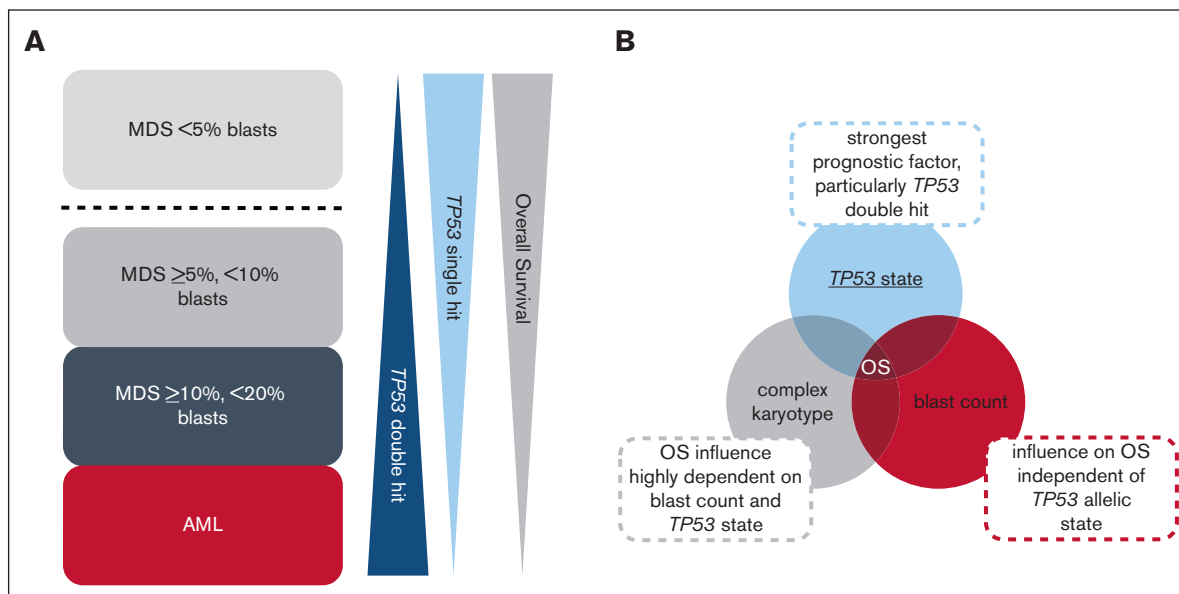 A
MDS <5% blasts
MDS ≥5%, <10%
blasts
MDS ≥10%, <20%
blasts
AML
TP53 double hit
TP53 single hit
Overall Survival
B
strongest
prognostic factor,
particularly TP53
double hit
TP53 state
OS
complex
karyotype
blast count
OS influence
highly dependent on
blast count and
TP53 state
influence on OS
independent of
TP53 allelic
state